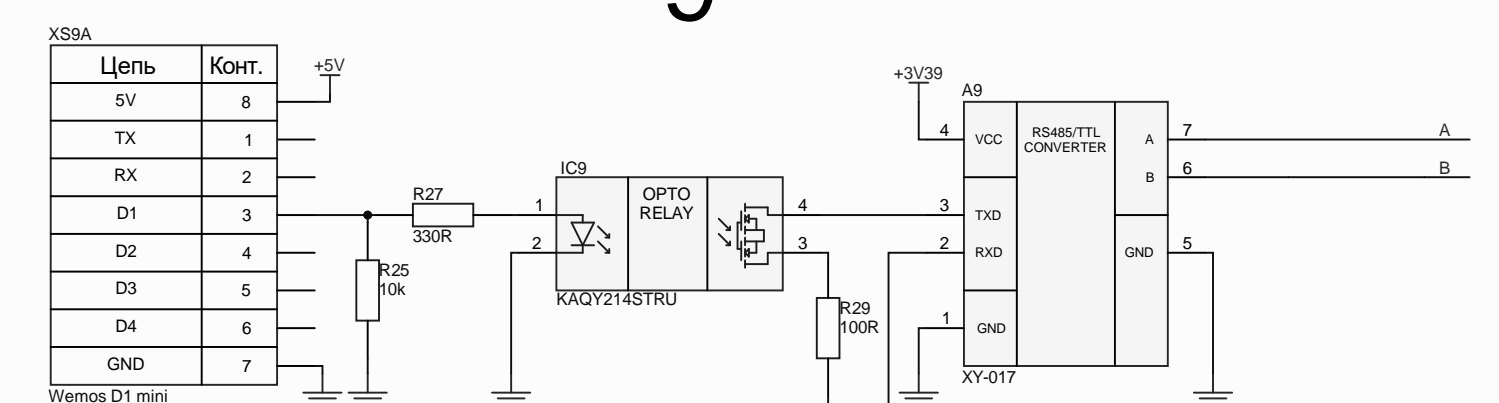 XS9A
Цепь Конт.
5V 8
TX 1
RX 2
D1 3
D2 4
D3 5
D4 6
GND 7
Wemos D1 mini
+5V
R27
330R
R25
10k
IC9
1
2
OPTO
RELAY
4
3
KAQY214STRU
R29
100R
+3V39
A9
4 VCC
3 TXD
2 RXD
1 GND
RS485/TTL
CONVERTER
A 7 A
B 6 B
GND 5
XY-017